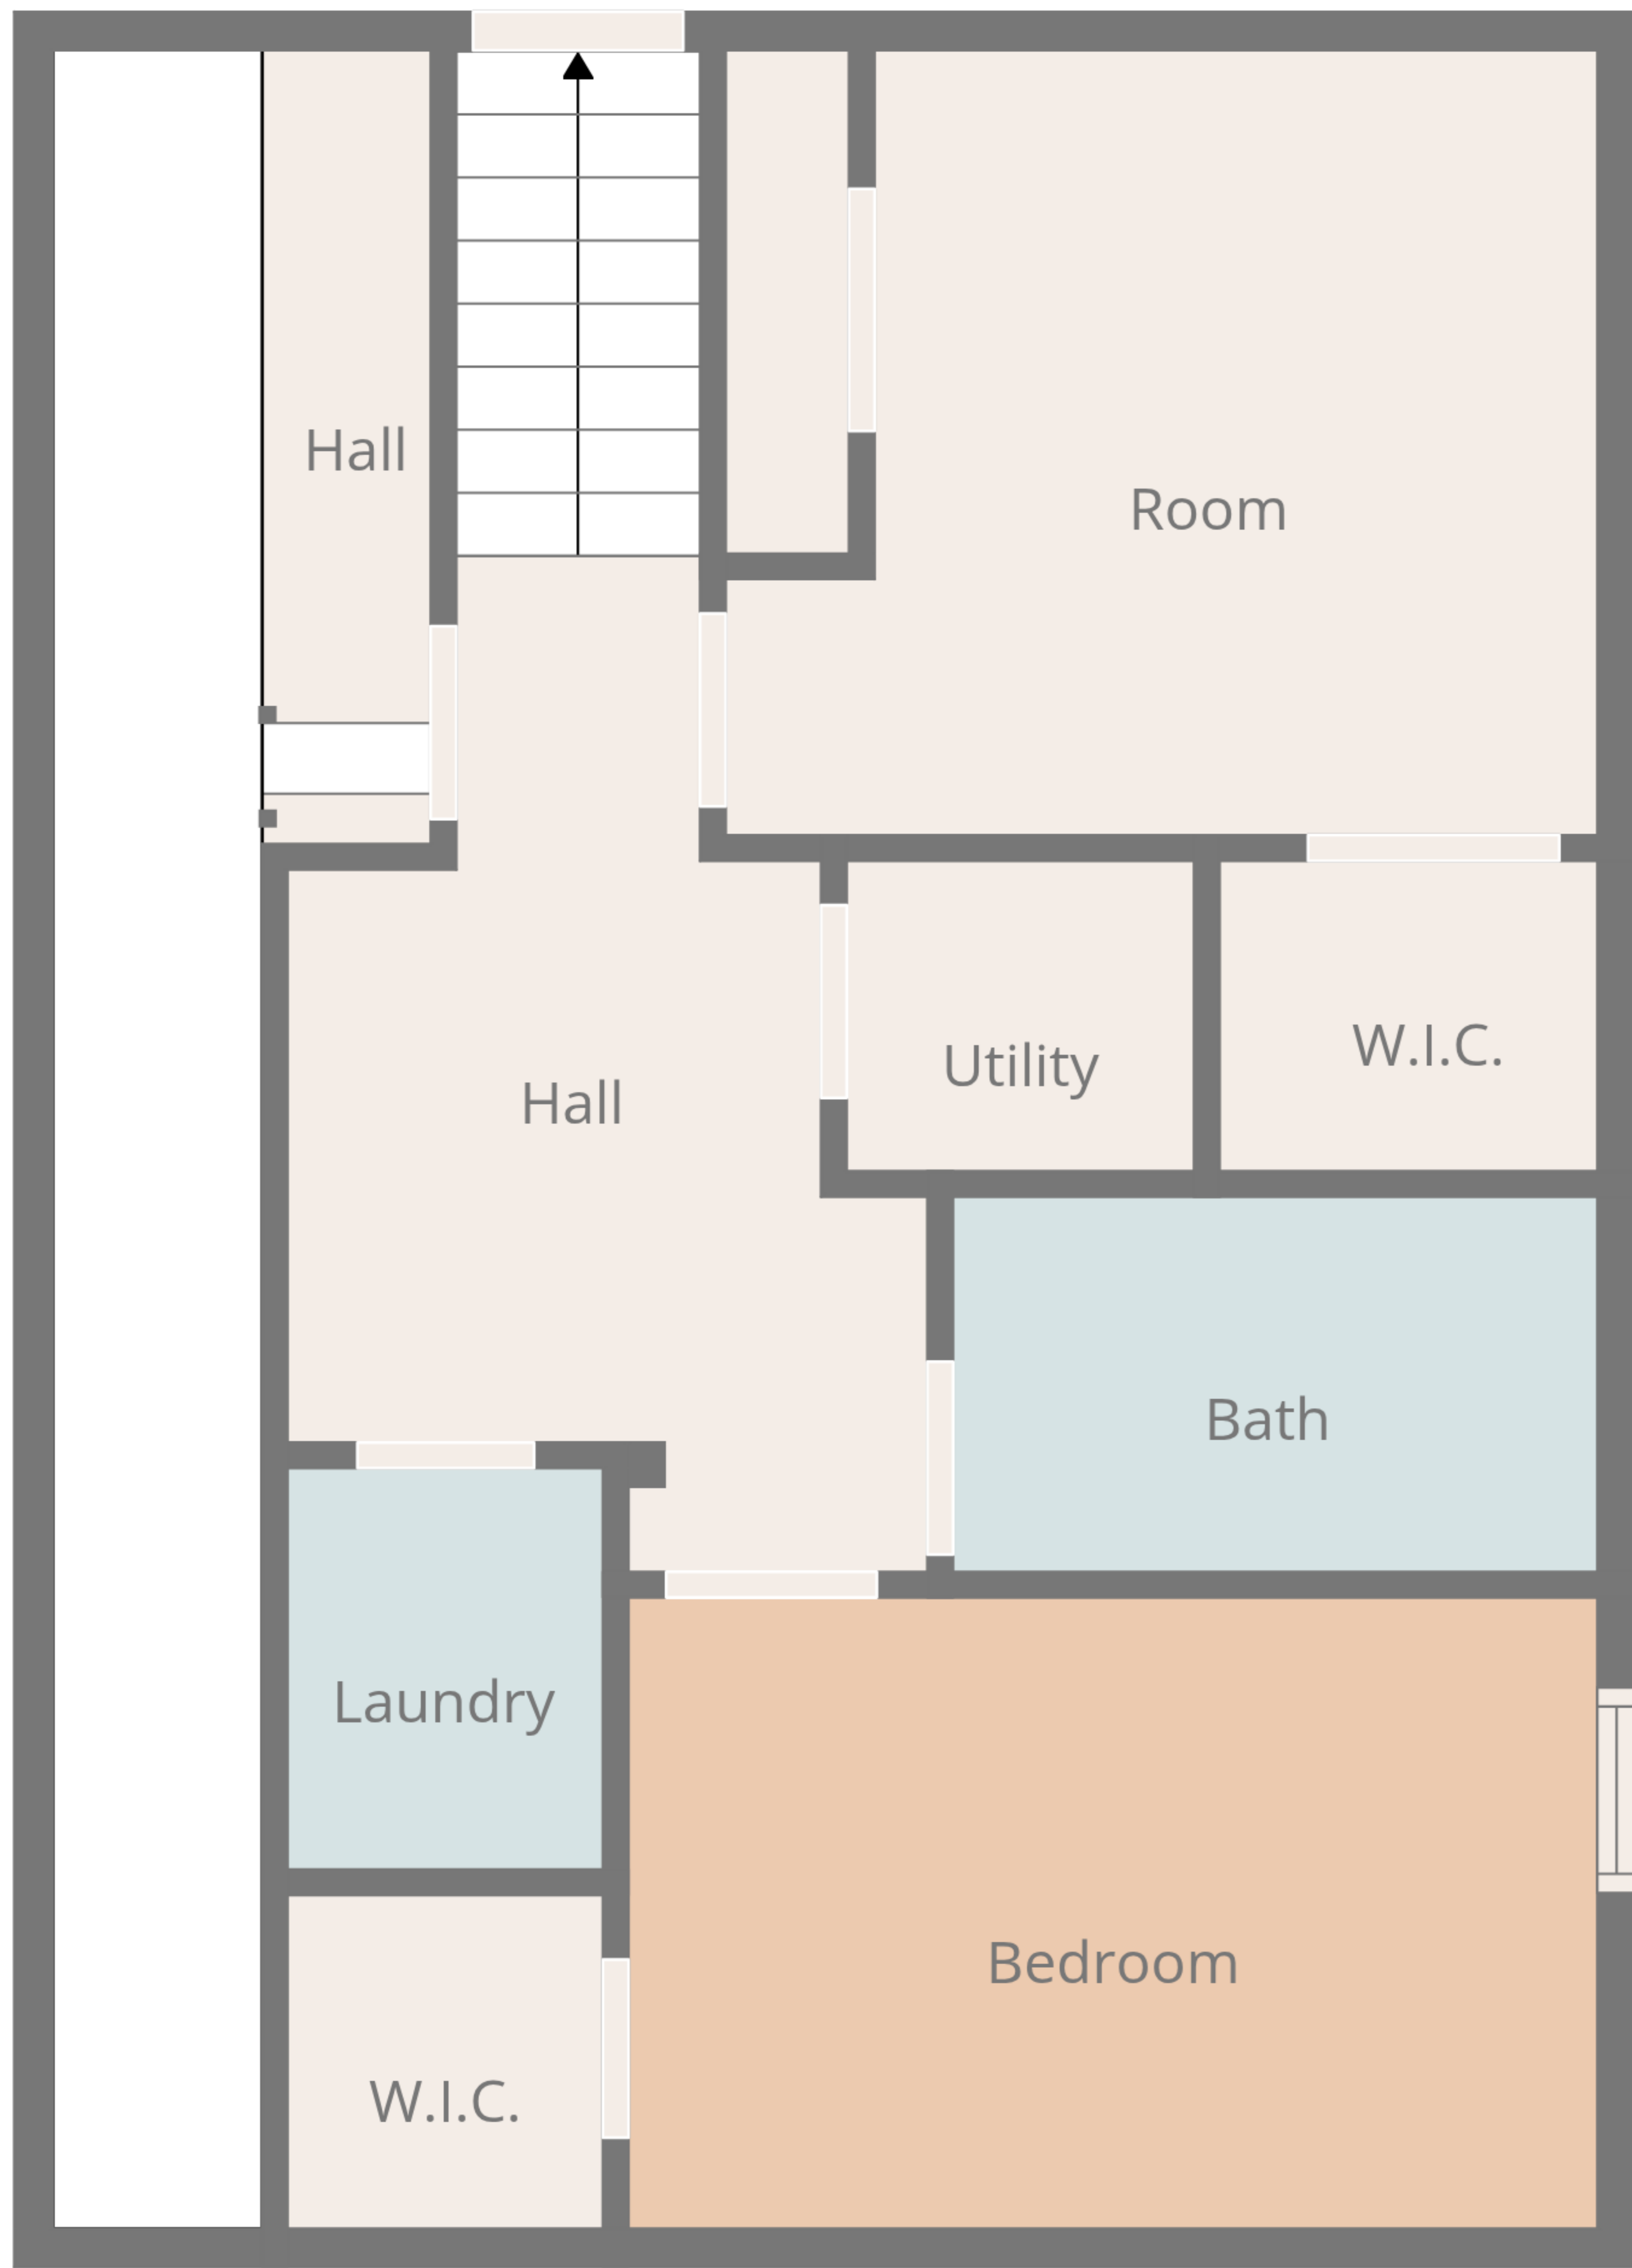 Hall
Room
W.I.C.
Utility
Hall
Bath
Laundry
Bedroom
W.I.C.